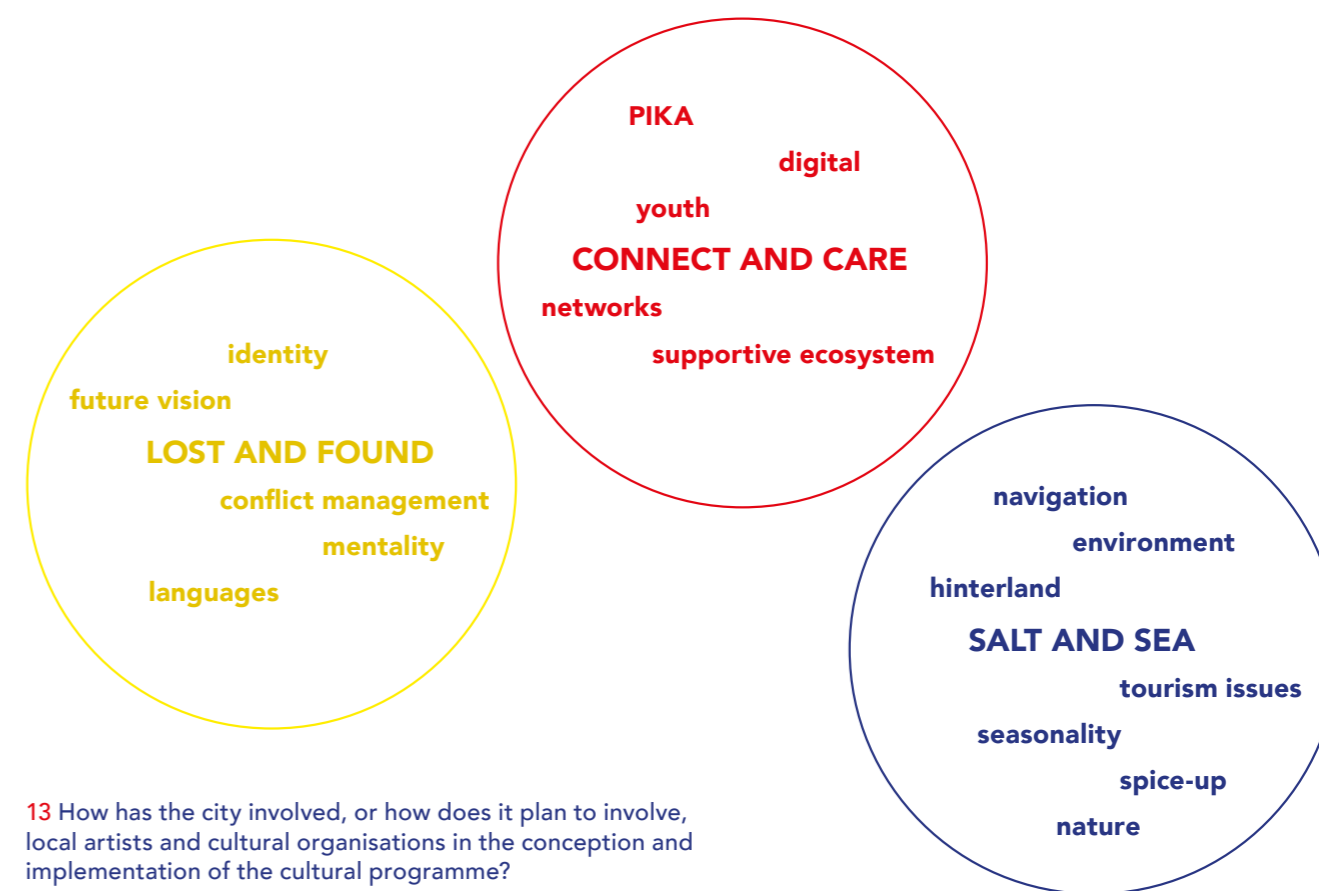 PIKA
digital
youth
CONNECT AND CARE
networks
supportive ecosystem
identity
future vision
LOST AND FOUND
conflict management
mentality
languages
navigation
environment
hinterland
SALT AND SEA
tourism issues
seasonality
spice-up
nature
13 How has the city involved, or how does it plan to involve,
local artists and cultural organisations in the conception and
implementation of the cultural programme?